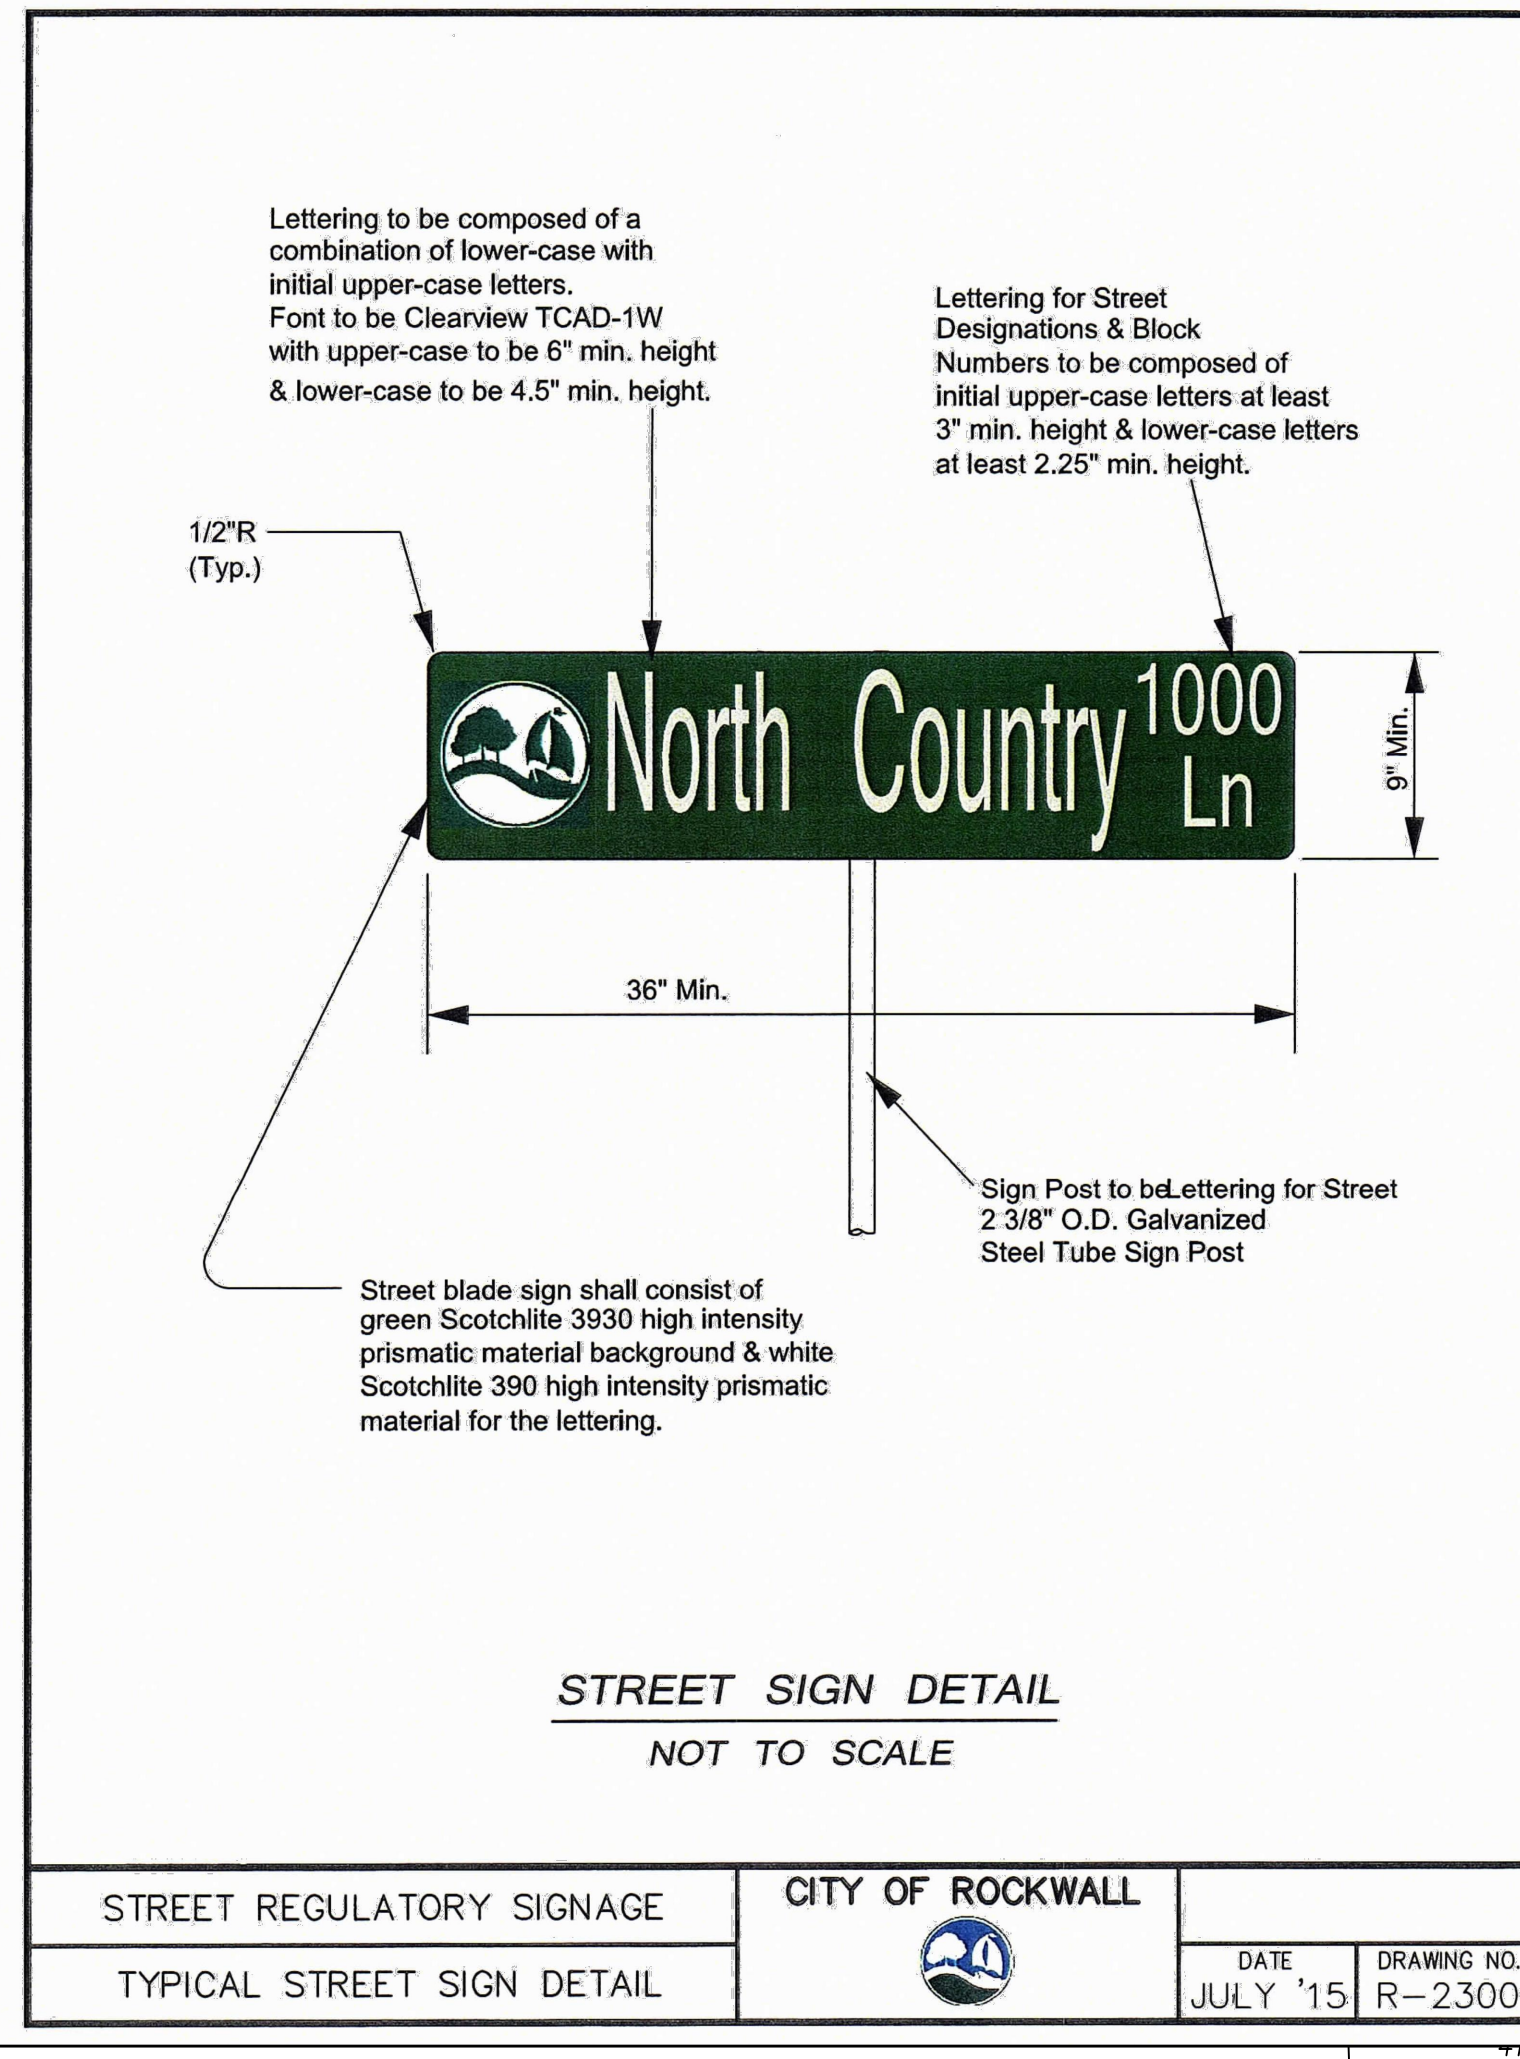 Lettering to be composed of a
combination of lower-case with
initial upper-case letters.
Font to be Clearview TCAD-1W
with upper-case to be 6" min. height
& lower-case to be 4.5" min. height.
Lettering for Street
Designations & Block
Numbers to be composed of
initial upper-case letters at least
3" min. height & lower-case letters
at least 2.25" min. height.
1/2"R
(Typ.)
North Country
1000
Ln
9" Min.
36" Min.
Sign Post to beLettering for Street
2 3/8" O.D. Galvanized
Steel Tube Sign Post
Street blade sign shall consist of
green Scotchlite 3930 high intensity
prismatic material background & white
Scotchlite 390 high intensity prismatic
material for the lettering.
STREET SIGN DETAIL
NOT TO SCALE
STREET REGULATORY SIGNAGE
TYPICAL STREET SIGN DETAIL
CITY OF ROCKWALL
DATE
JULY '15
DRAWING NO.
R-2300